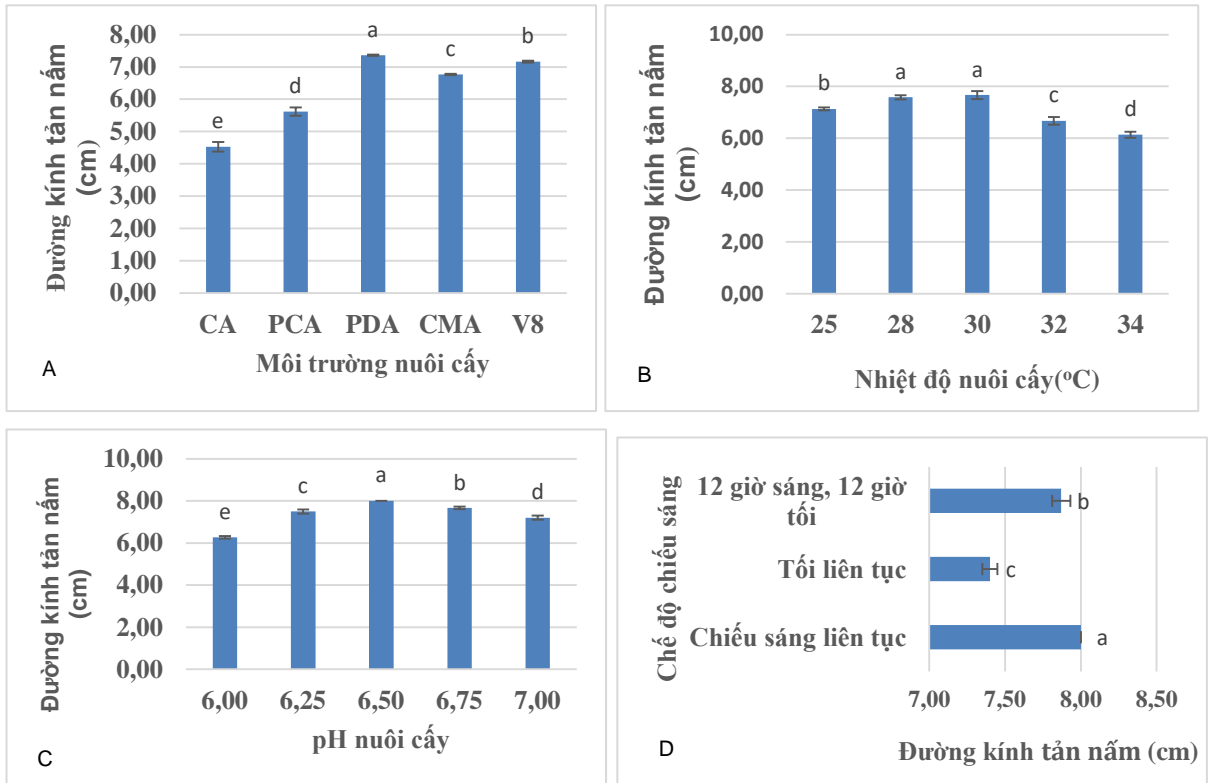 Đường kính tản nấm
(cm)
8,00
7,00
6,00
5,00
4,00
3,00
2,00
1,00
0,00
e
d
a
c
b
CA PCA PDA CMA V8
Môi trường nuôi cấy
A
Đường kính tản nấm
(cm)
10,00
8,00
6,00
4,00
2,00
0,00
b
a
a
c
d
25 28 30 32 34
Nhiệt độ nuôi cấy(°C)
B
Đường kính tản nấm
(cm)
10,00
8,00
6,00
4,00
2,00
0,00
e
c
a
b
d
6,00 6,25 6,50 6,75 7,00
pH nuôi cấy
C
Chế độ chiếu sáng
12 giờ sáng, 12 giờ
tối
b
Tối liên tục
c
Chiếu sáng liên tục
a
7,00 7,50 8,00 8,50
Đường kính tản nấm (cm)
D